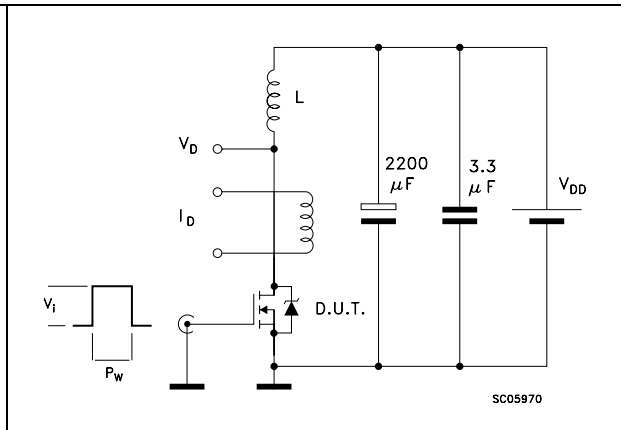 L
V_D
2200
μF
3.3
μF
V_DD
I_D
D.U.T.
V_i
P_W
SC05970